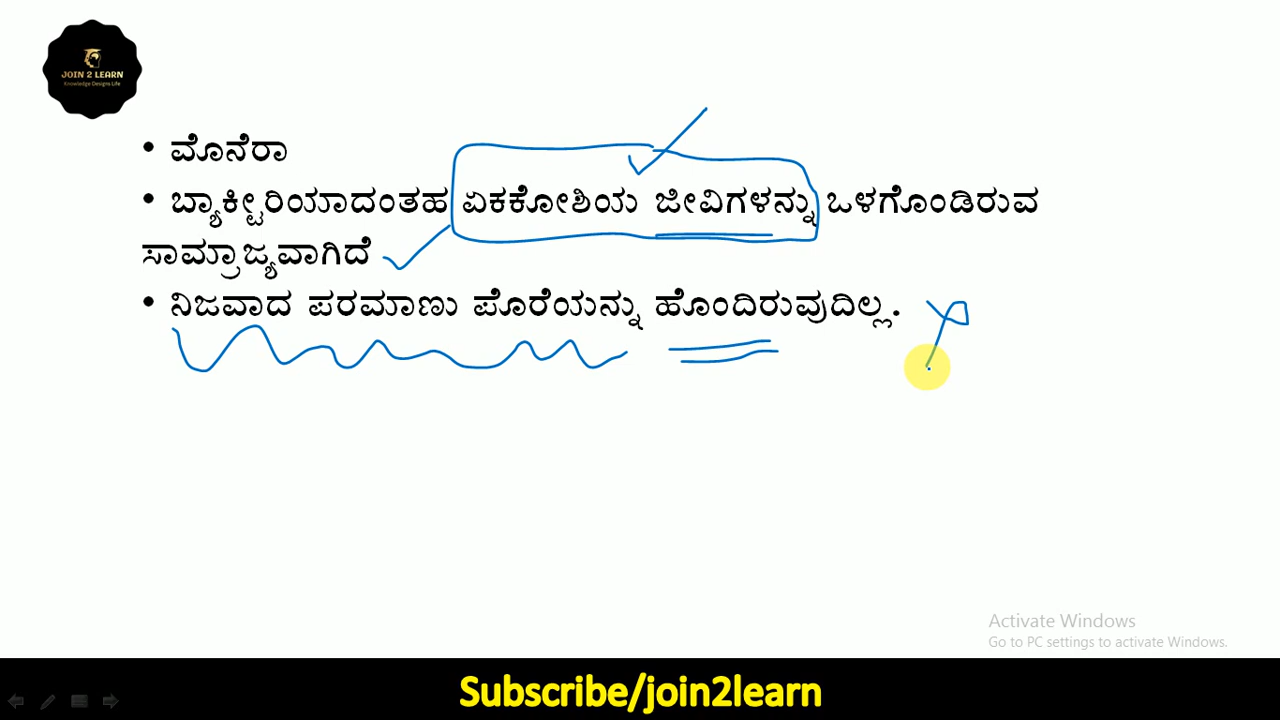 JOIN 2 LEARN
Knowledge Designs Life
• ಮೊನೆರಾ
• ಬ್ಯಾಕೀಟರಿಯಾದಂತಹ ಏಕಕೋಶಿಯ ಜೀವಿಗಳನ್ನು ಒಳಗೊಂಡಿರುವ
ಸಾಮ್ರಾಜ್ಯವಾಗಿದೆ
• ನಿಜವಾದ ಪರಮಾಣು ಪೊರೆಯನ್ನು ಹೊಂದಿರುವುದಿಲ್ಲ.
Activate Windows
Go to PC settings to activate Windows.
Subscribe/join2learn